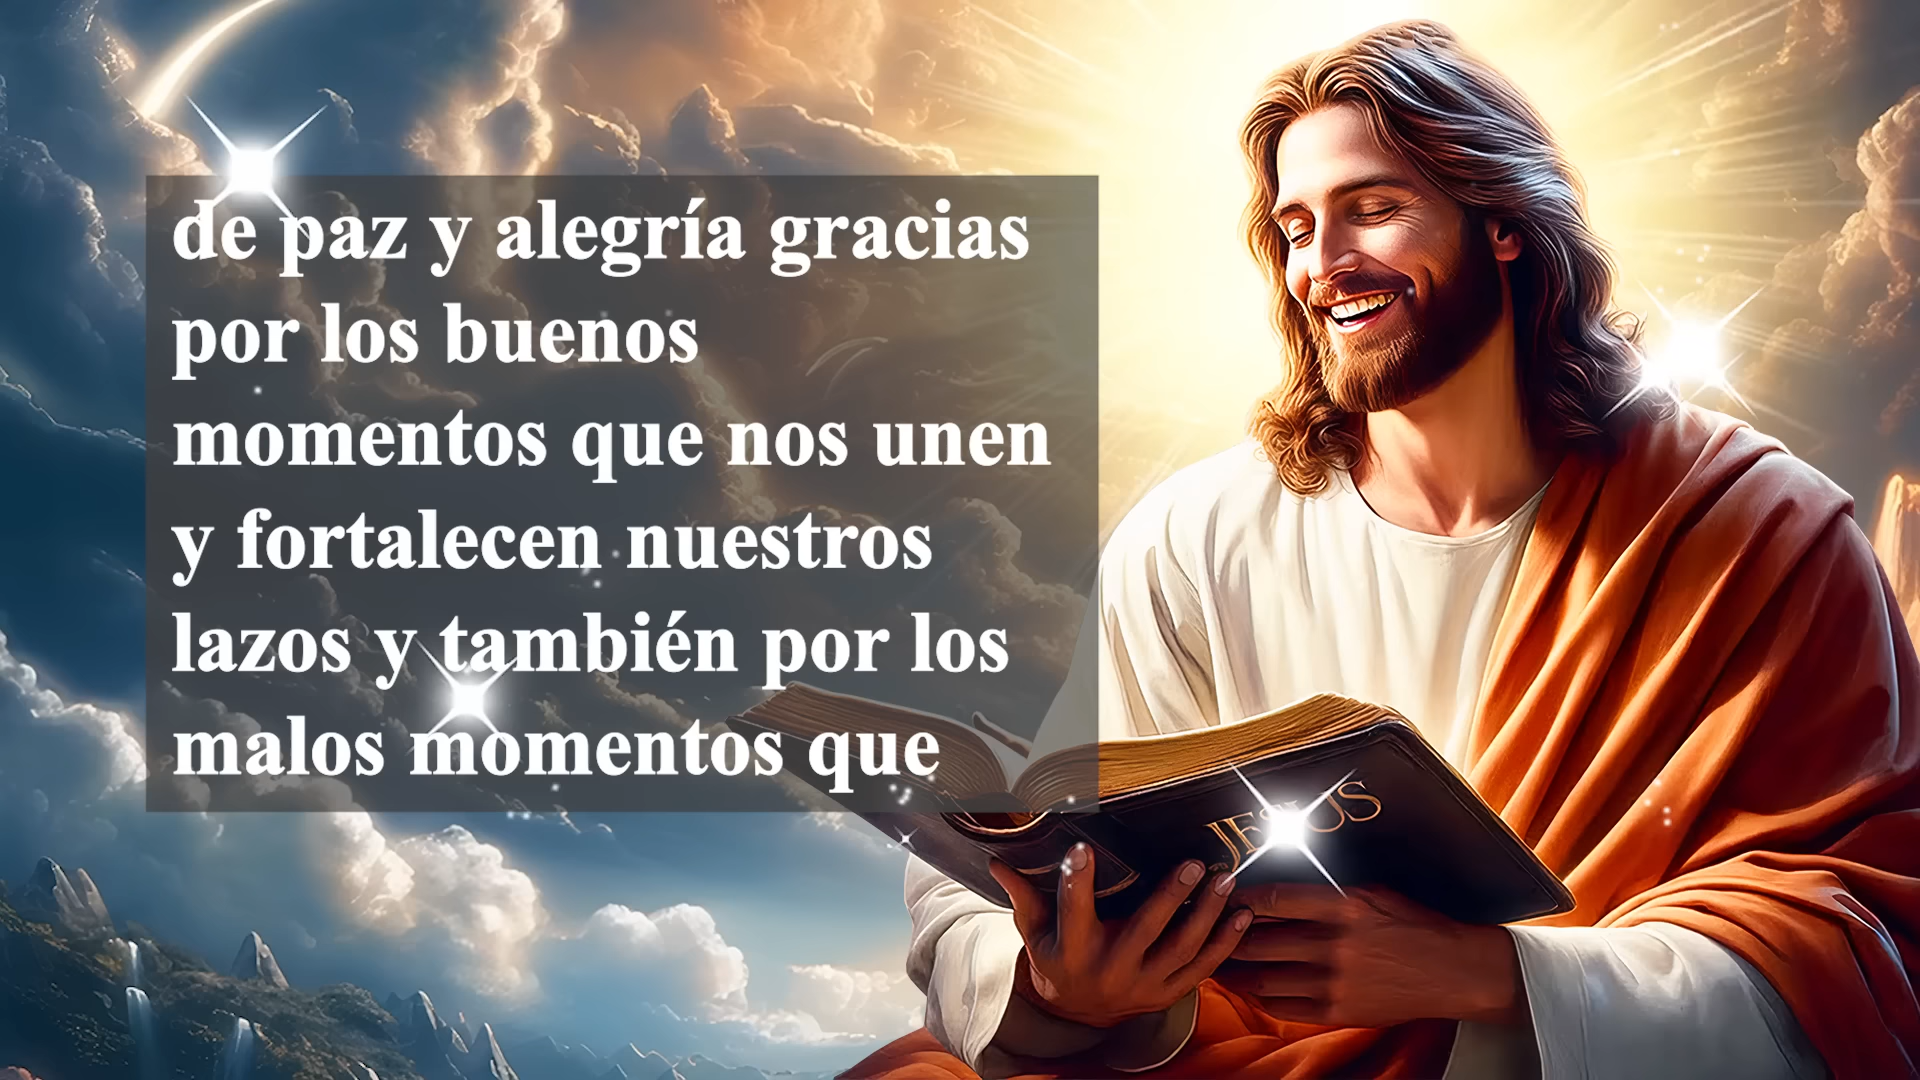 de paz y alegría gracias
por los buenos
momentos que nos unen
y fortalecen nuestros
lazos y también por los
malos momentos que
JESUS